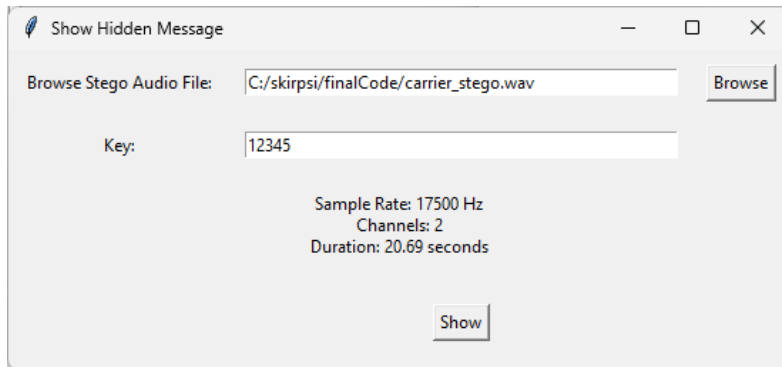 Show Hidden Message
Browse Stego Audio File: C:/skirpsi/finalCode/carrier_stego.wav Browse
Key: 12345
Sample Rate: 17500 Hz
Channels: 2
Duration: 20.69 seconds
Show